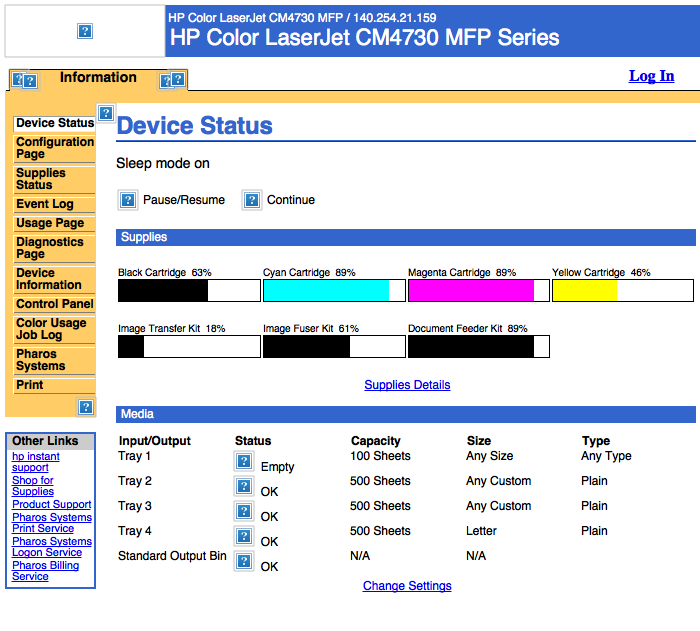 HP Color LaserJet CM4730 MFP / 140.254.21.159
HP Color LaserJet CM4730 MFP Series
Information
Log In
Device Status
Configuration
Page
Supplies
Status
Event Log
Usage Page
Diagnostics
Page
Device
Information
Control Panel
Color Usage
Job Log
Pharos
Systems
Print
Other Links
hp instant
support
Shop for
Supplies
Product Support
Pharos Systems
Print Service
Pharos Systems
Logon Service
Pharos Billing
Service
Device Status
Sleep mode on
Pause/Resume Continue
Supplies
Black Cartridge 63% Cyan Cartridge 89% Magenta Cartridge 89% Yellow Cartridge 46%
Image Transfer Kit 18% Image Fuser Kit 61% Document Feeder Kit 89%
Supplies Details
Media
Input/Output Status Capacity Size Type
Tray 1 Empty 100 Sheets Any Size Any Type
Tray 2 OK 500 Sheets Any Custom Plain
Tray 3 OK 500 Sheets Any Custom Plain
Tray 4 OK 500 Sheets Letter Plain
Standard Output Bin OK N/A N/A
Change Settings